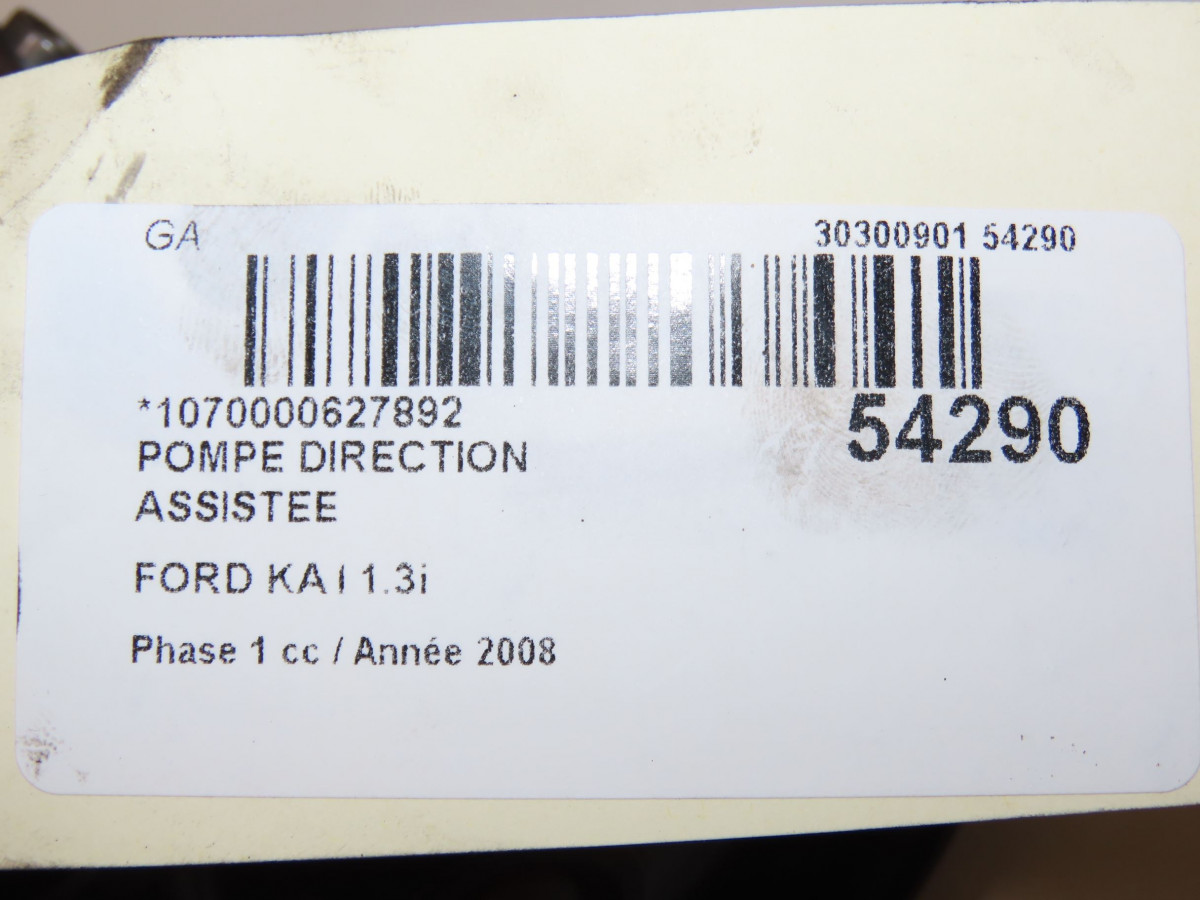 GA
30300901 54290
*1070000627892
54290
POMPE DIRECTION
ASSISTEE
FORD KA I 1.3i
Phase 1 cc / Année 2008